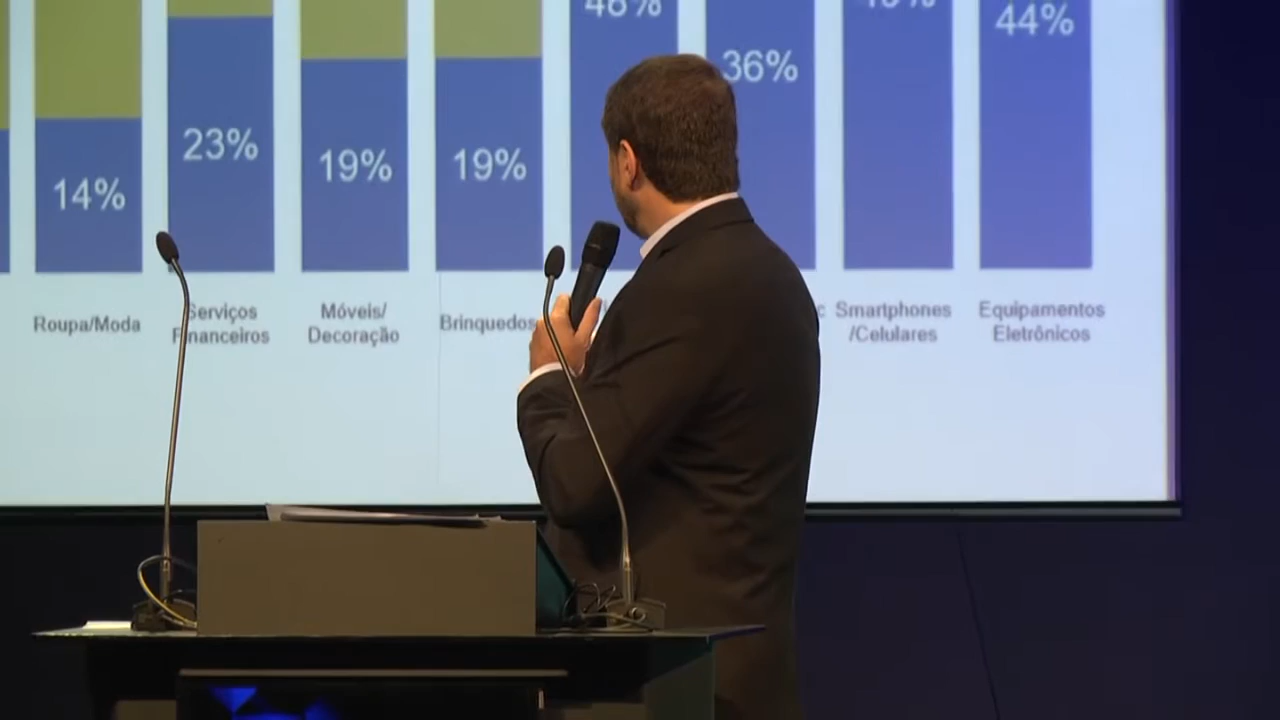 44%
36%
23%
19%
19%
14%
Roupa/Moda
Serviços
Financeiros
Móveis/
Decoração
Brinquedos
Smartphones
/Celulares
Equipamentos
Eletrônicos